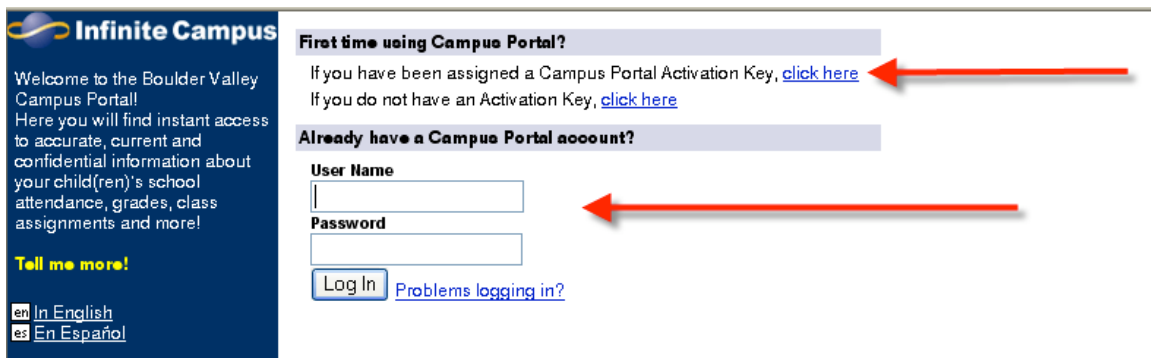 Infinite Campus
Welcome to the Boulder Valley
Campus Portal!
Here you will find instant access
to accurate, current and
confidential information about
your child(ren)'s school
attendance, grades, class
assignments and more!
Tell me more!
en In English
es En Español
First time using Campus Portal?
If you have been assigned a Campus Portal Activation Key, click here
If you do not have an Activation Key, click here
Already have a Campus Portal account?
User Name
Password
Log In Problems logging in?